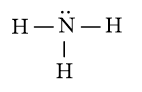 H — N̈ — H
|
H